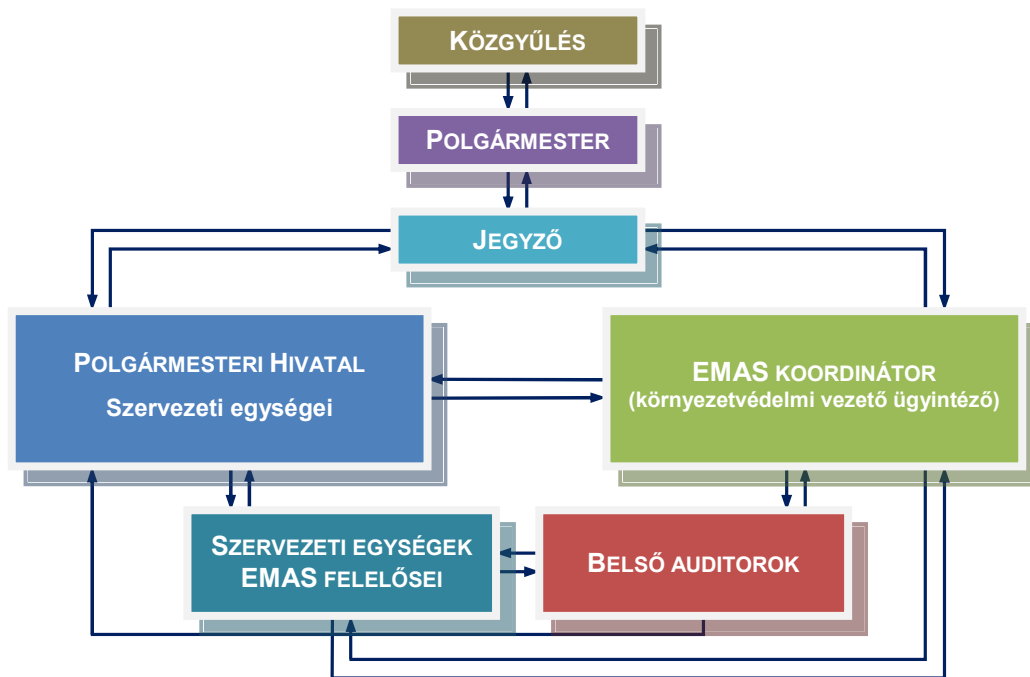 KÖZGYŰLÉS
POLGÁRMESTER
JEGYZŐ
POLGÁRMESTERI HIVATAL
Szervezeti egységei
EMAS KOORDINÁTOR
(környezetvédelmi vezető ügyintéző)
SZERVEZETI EGYSÉGEK
EMAS FELELŐSEI
BELSŐ AUDITOROK